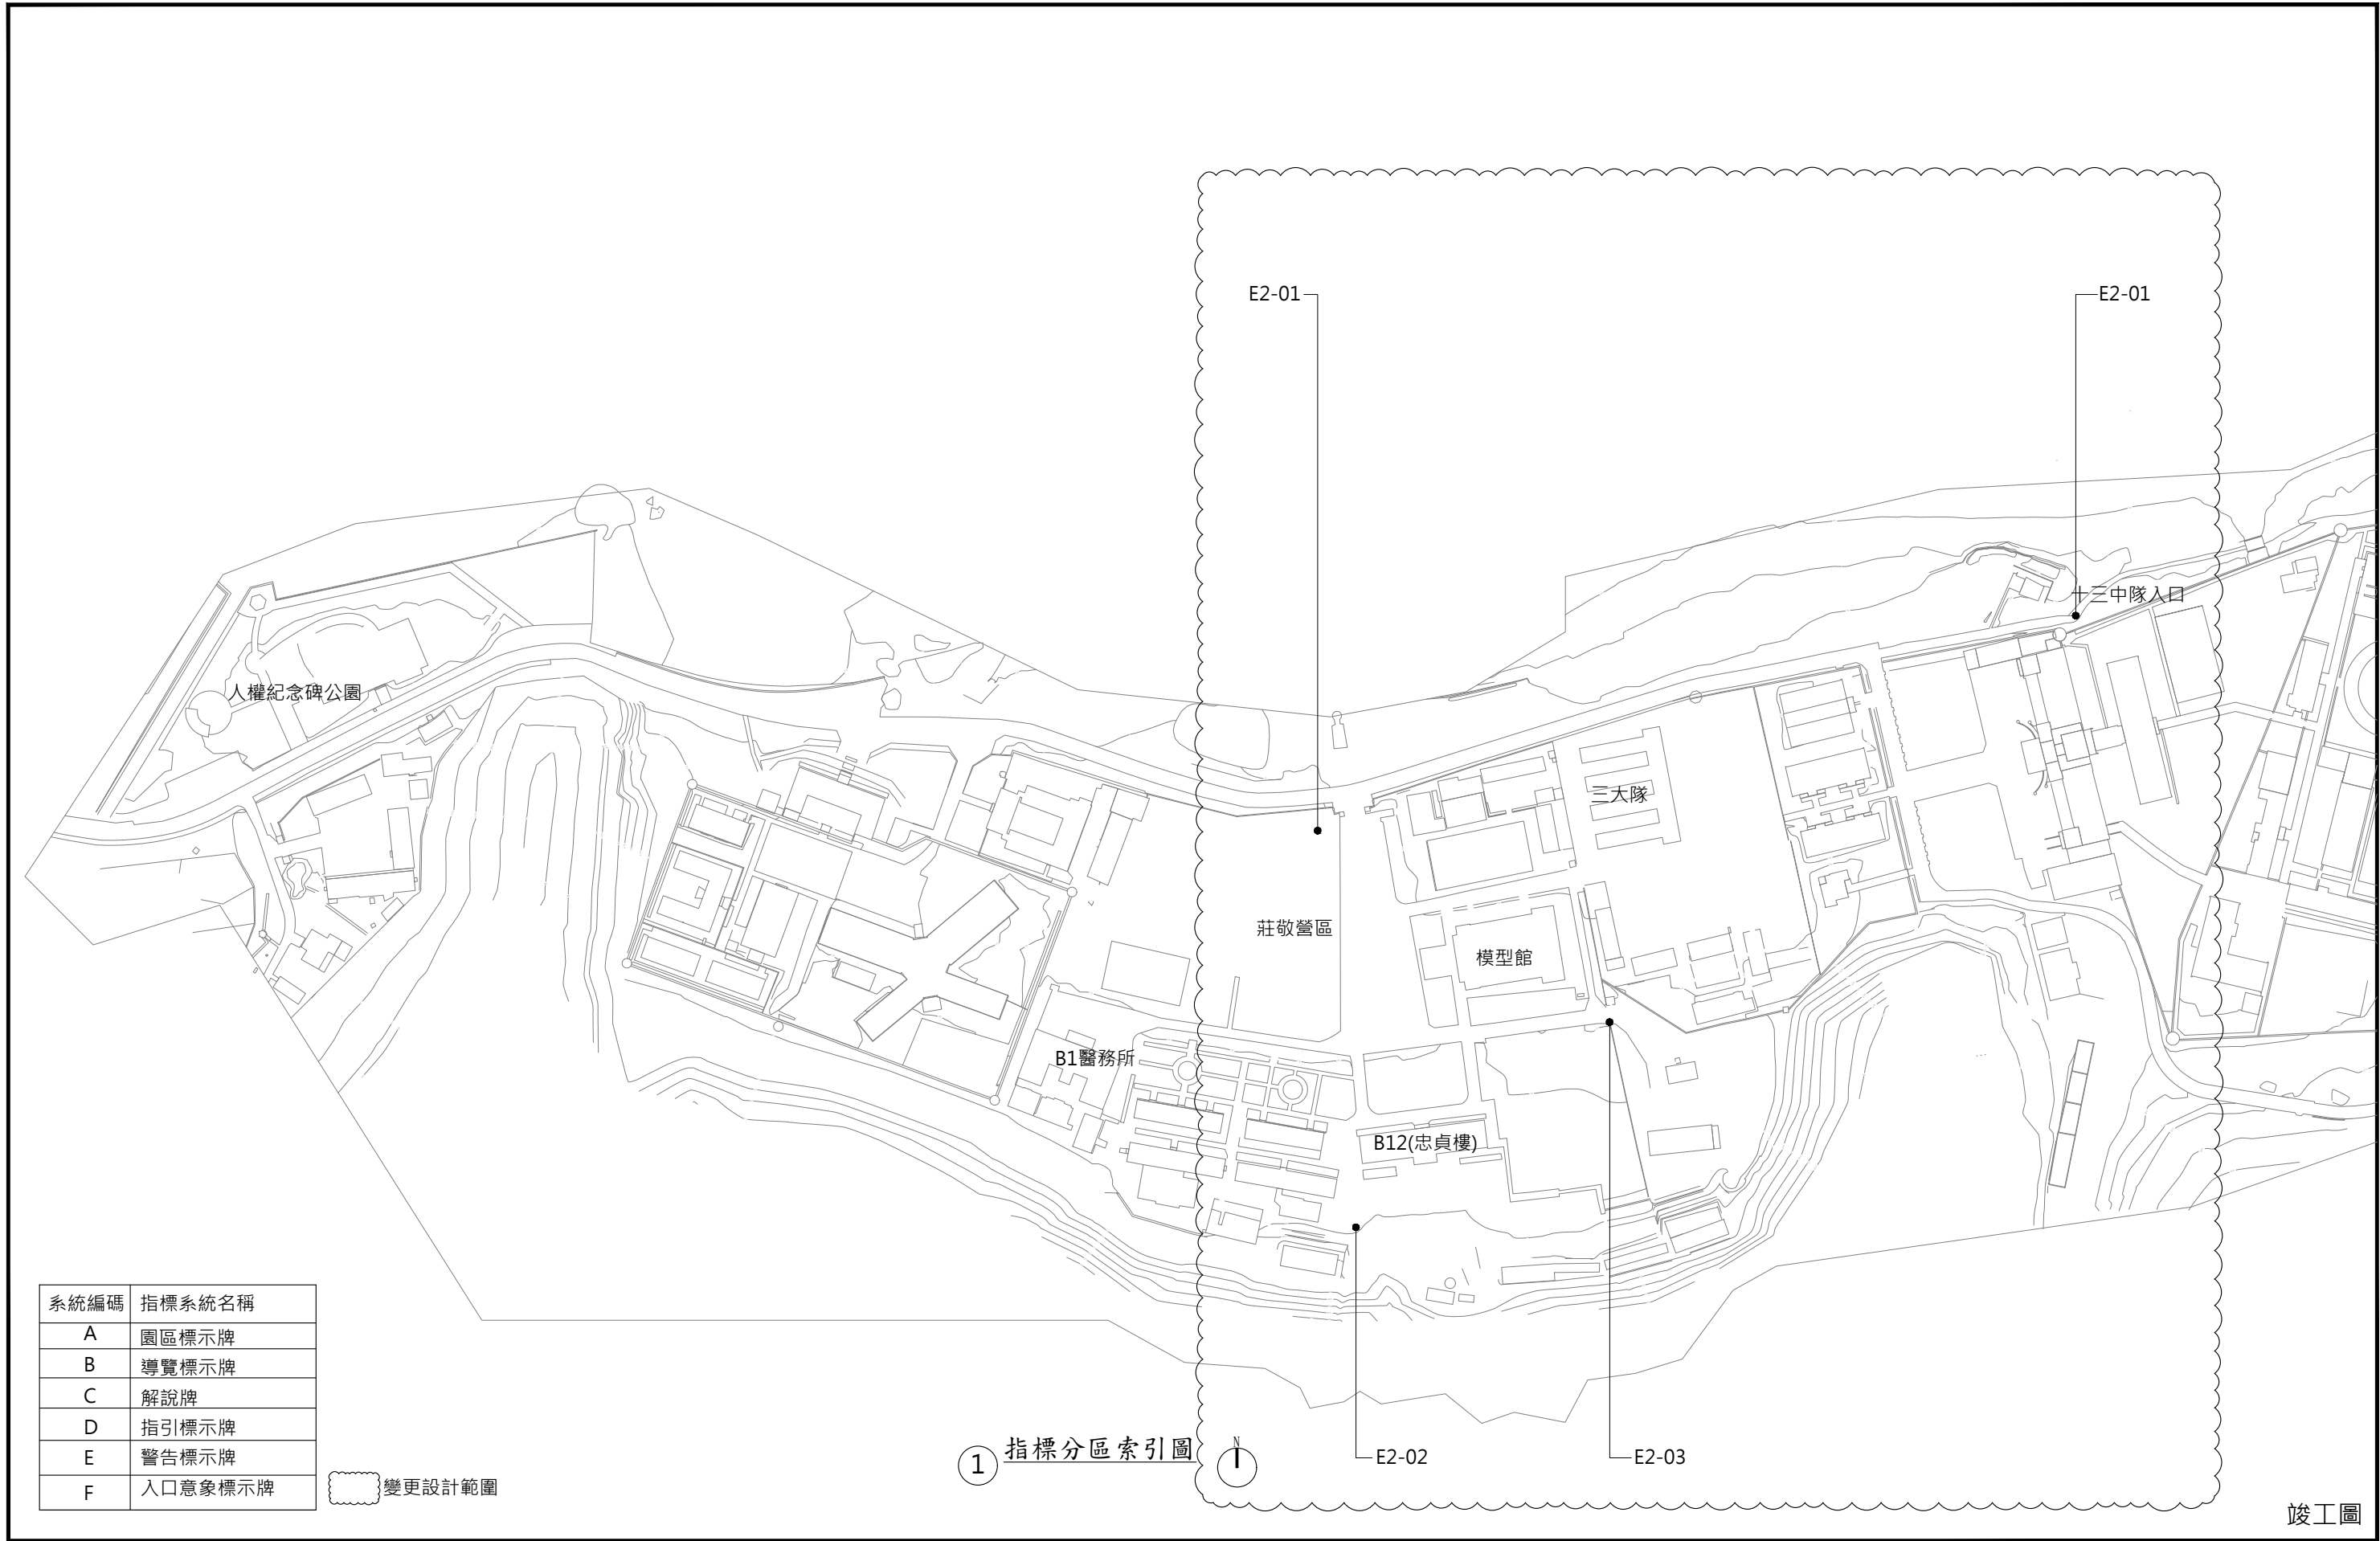 E2-01
E2-01
十三中隊入口
人權紀念碑公園
三大隊
莊敬營區
模型館
B1醫務所
B12(忠貞樓)
系統編碼 指標系統名稱
A 園區標示牌
B 導覽標示牌
C 解說牌
D 指引標示牌
E 警告標示牌
F 入口意象標示牌
變更設計範圍
1 指標分區索引圖
N
E2-02
E2-03
竣工圖